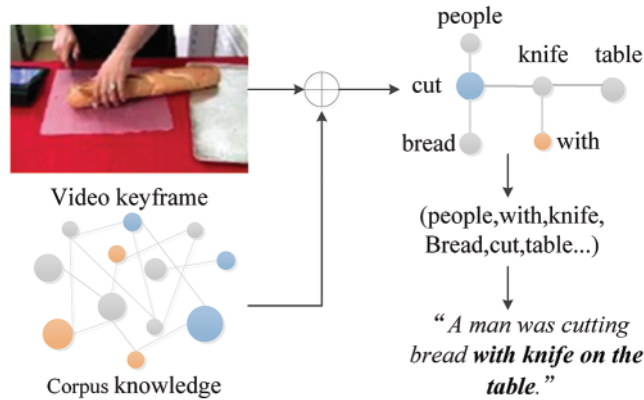 people
knife
table
cut
bread
with
Video keyframe
(people,with,knife,
Bread,cut,table...)
Corpus knowledge
“ A man was cutting
bread with knife on the
table.”